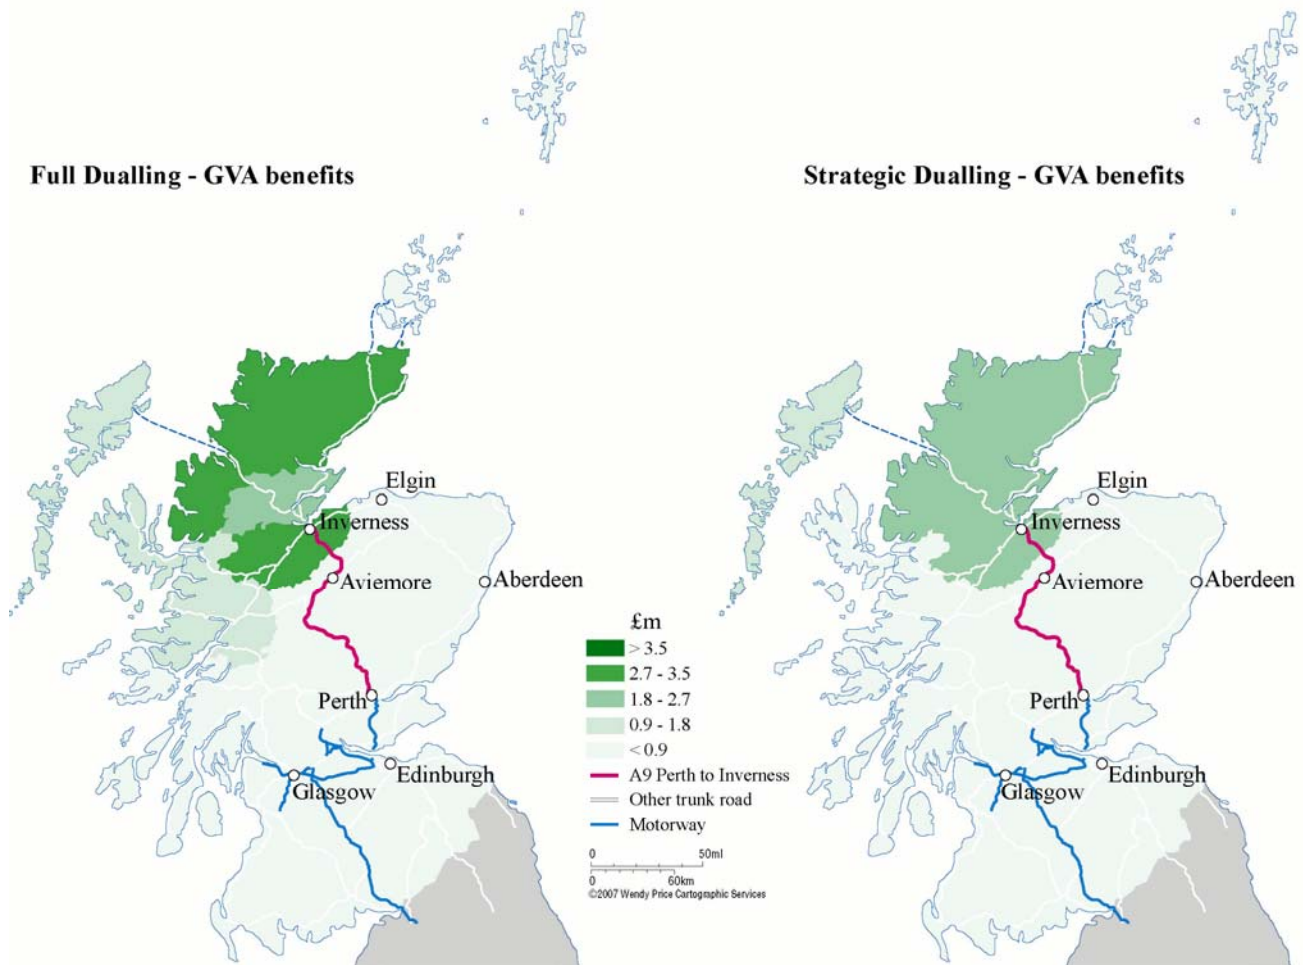 Full Dualling - GVA benefits
Strategic Dualling - GVA benefits
Elgin
Inverness
Aviemore
Aberdeen
Perth
Edinburgh
Glasgow
£m
> 3.5
2.7 - 3.5
1.8 - 2.7
0.9 - 1.8
< 0.9
A9 Perth to Inverness
Other trunk road
Motorway
0 50ml
0 60km
©2007 Wendy Price Cartographic Services
Elgin
Inverness
Aviemore
Aberdeen
Perth
Edinburgh
Glasgow